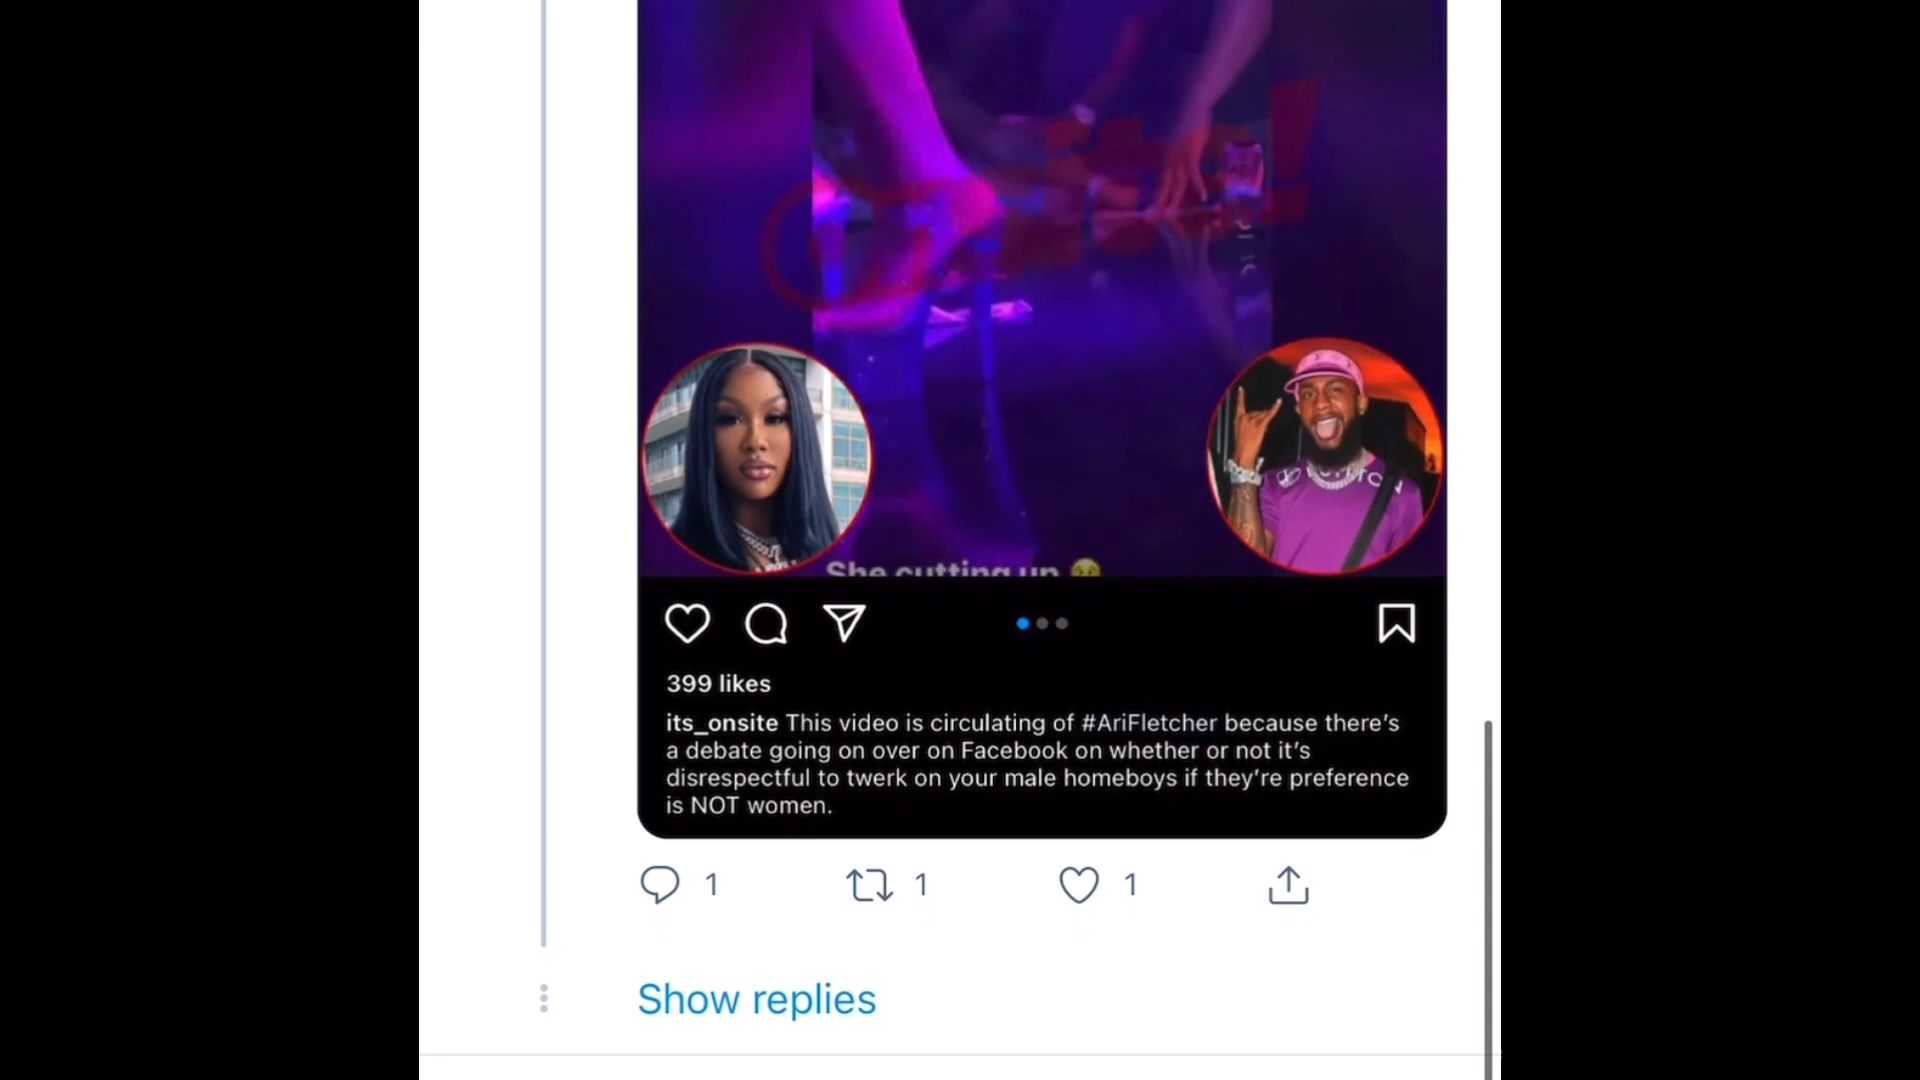 She cutting up
399 likes
its_onsite This video is circulating of #AriFletcher because there’s
a debate going on over on Facebook on whether or not it’s
disrespectful to twerk on your male homeboys if they’re preference
is NOT women.
1 1 1
Show replies